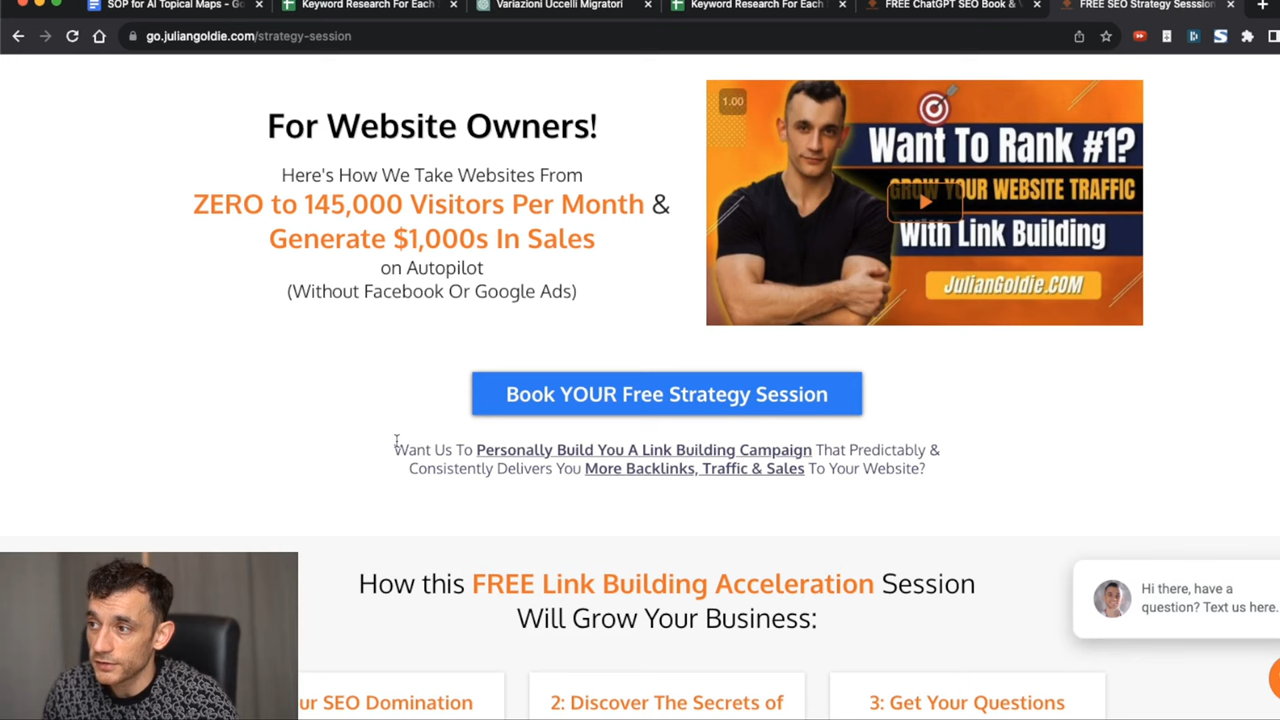 SOP for AI Topical Maps - Go
Keyword Research For Each
Variazioni Uccelli Migratori
Keyword Research For Each
FREE ChatGPT SEO Book &
FREE SEO Strategy Sesssion
go.juliangoldie.com/strategy-session
For Website Owners!
Here's How We Take Websites From
ZERO to 145,000 Visitors Per Month &
Generate $1,000s In Sales
on Autopilot
(Without Facebook Or Google Ads)
1.00
Want To Rank #1?
GROW YOUR WEBSITE TRAFFIC
With Link Building
JulianGoldie.COM
Book YOUR Free Strategy Session
Want Us To Personally Build You A Link Building Campaign That Predictably &
Consistently Delivers You More Backlinks, Traffic & Sales To Your Website?
How this FREE Link Building Acceleration Session
Will Grow Your Business:
Hi there, have a
question? Text us here.
ur SEO Domination
2: Discover The Secrets of
3: Get Your Questions